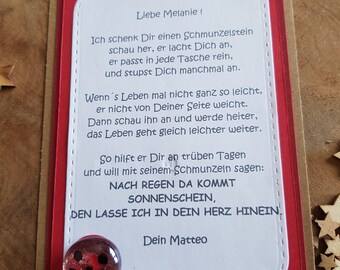 Liebe Melanie !
Ich schenk Dir einen Schmunzelstein
schau her, er lacht Dich an,
er passt in jede Tasche rein,
und stupst Dich manchmal an.
Wenn´s Leben mal nicht ganz so leicht,
er nicht von Deiner Seite weicht.
Dann schau ihn an und werde heiter,
das Leben geht gleich leichter weiter.
So hilft er Dir an trüben Tagen
und will mit seinem Schmunzeln sagen:
NACH REGEN DA KOMMT
SONNENSCHEIN,
DEN LASSE ICH IN DEIN HERZ HINEIN.
Dein Matteo